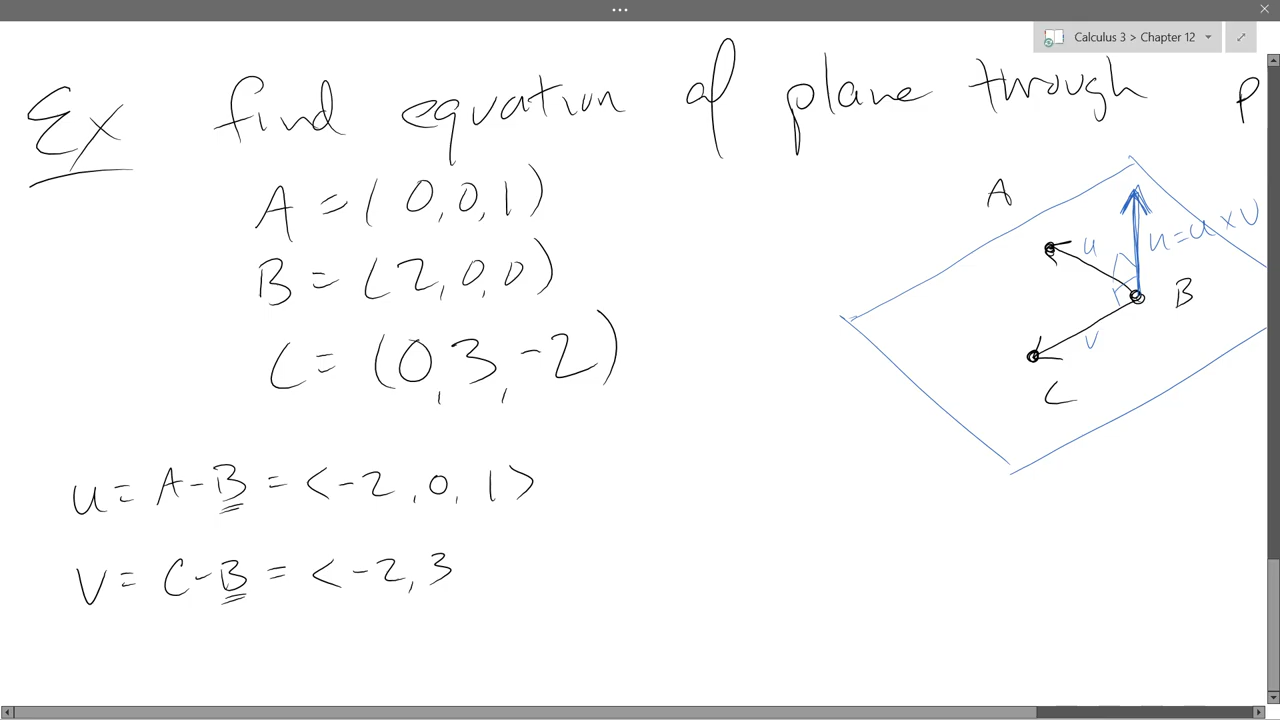 Calculus 3 > Chapter 12
Ex find equation of plane through p
A = (0,0,1)
B = (2,0,0)
C = (0,3,-2)
A
u
n=u×v
B
v
C
u = A-B = <-2,0,1>
v = C-B = <-2,3